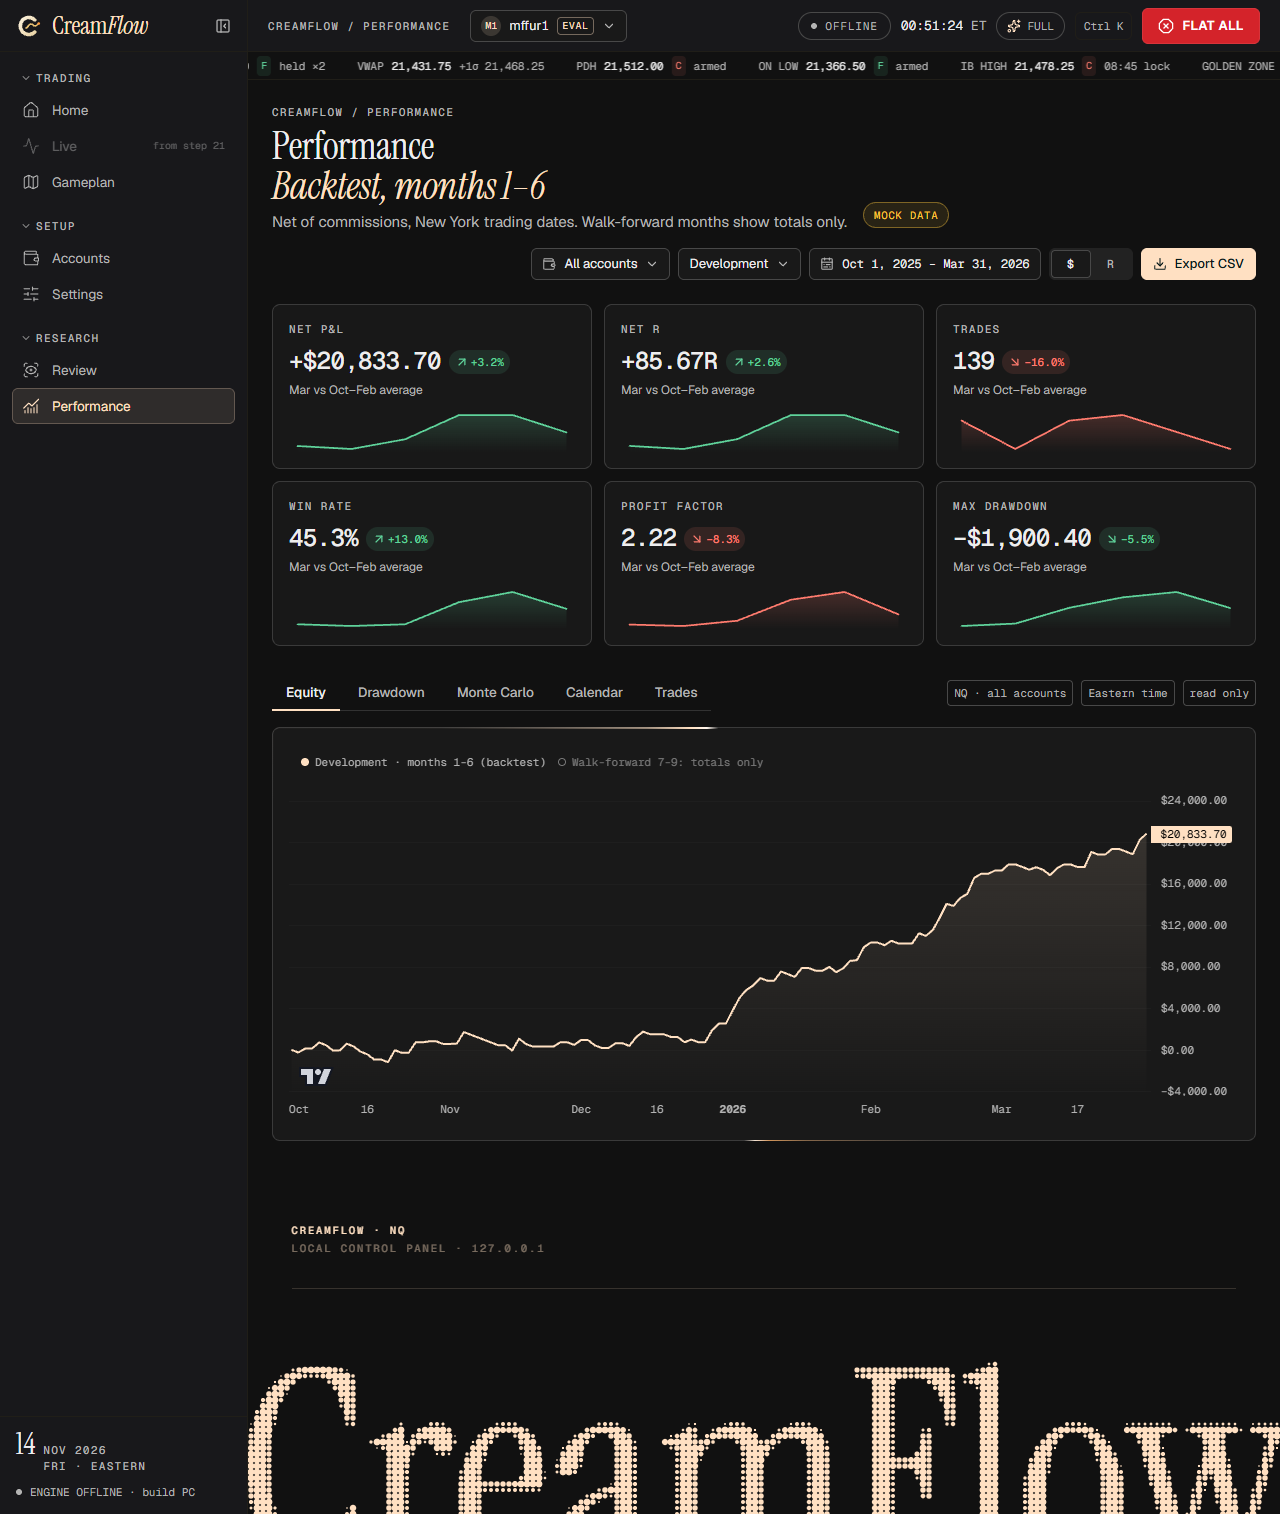 CreamFlow
TRADING
Home
Live from step 21
Gameplan
SETUP
Accounts
Settings
RESEARCH
Review
Performance
14 NOV 2026
FRI · EASTERN
ENGINE OFFLINE · build PC
CREAMFLOW / PERFORMANCE
M1 mffur1 EVAL
OFFLINE
00:51:24 ET
FULL
Ctrl K
FLAT ALL
F held ×2 VWAP 21,431.75 +1σ 21,468.25 PDH 21,512.00 C armed ON LOW 21,366.50 F armed IB HIGH 21,478.25 C 08:45 lock GOLDEN ZONE
CREAMFLOW / PERFORMANCE
Performance
Backtest, months 1–6
Net of commissions, New York trading dates. Walk-forward months show totals only. MOCK DATA
All accounts Development Oct 1, 2025 – Mar 31, 2026 $ R Export CSV
NET P&L
+$20,833.70 +3.2%
Mar vs Oct–Feb average
NET R
+85.67R +2.6%
Mar vs Oct–Feb average
TRADES
139 −16.0%
Mar vs Oct–Feb average
WIN RATE
45.3% +13.0%
Mar vs Oct–Feb average
PROFIT FACTOR
2.22 −8.3%
Mar vs Oct–Feb average
MAX DRAWDOWN
−$1,900.40 −5.5%
Mar vs Oct–Feb average
Equity Drawdown Monte Carlo Calendar Trades
NQ · all accounts Eastern time read only
Development · months 1–6 (backtest) Walk-forward 7–9: totals only
$24,000.00
$20,833.70
$16,000.00
$12,000.00
$8,000.00
$4,000.00
$0.00
−$4,000.00
Oct 16 Nov Dec 16 2026 Feb Mar 17
CREAMFLOW · NQ
LOCAL CONTROL PANEL · 127.0.0.1
CreamFlow